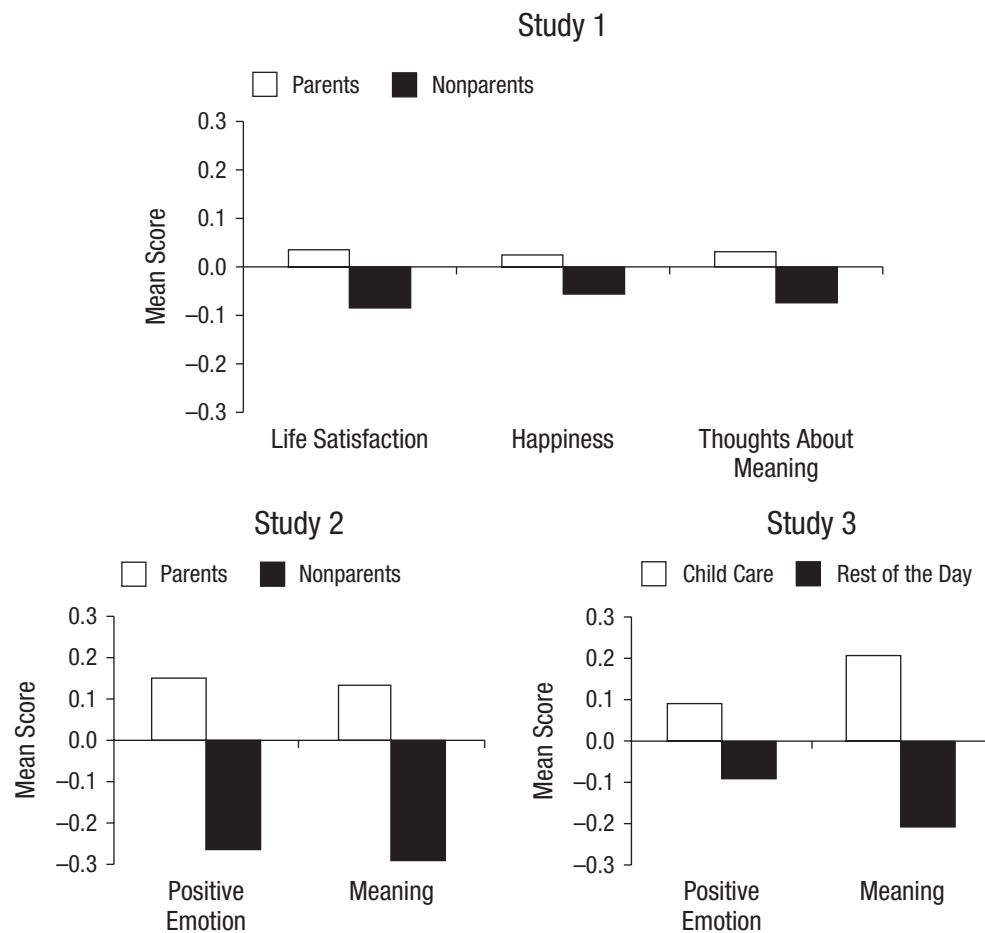 Study 1
Parents Nonparents
Mean Score
0.3
0.2
0.1
0.0
–0.1
–0.2
–0.3
Life Satisfaction Happiness Thoughts About
Meaning
Study 2
Parents Nonparents
Mean Score
0.3
0.2
0.1
0.0
–0.1
–0.2
–0.3
Positive
Emotion
Meaning
Study 3
Child Care Rest of the Day
Mean Score
0.3
0.2
0.1
0.0
–0.1
–0.2
–0.3
Positive
Emotion
Meaning